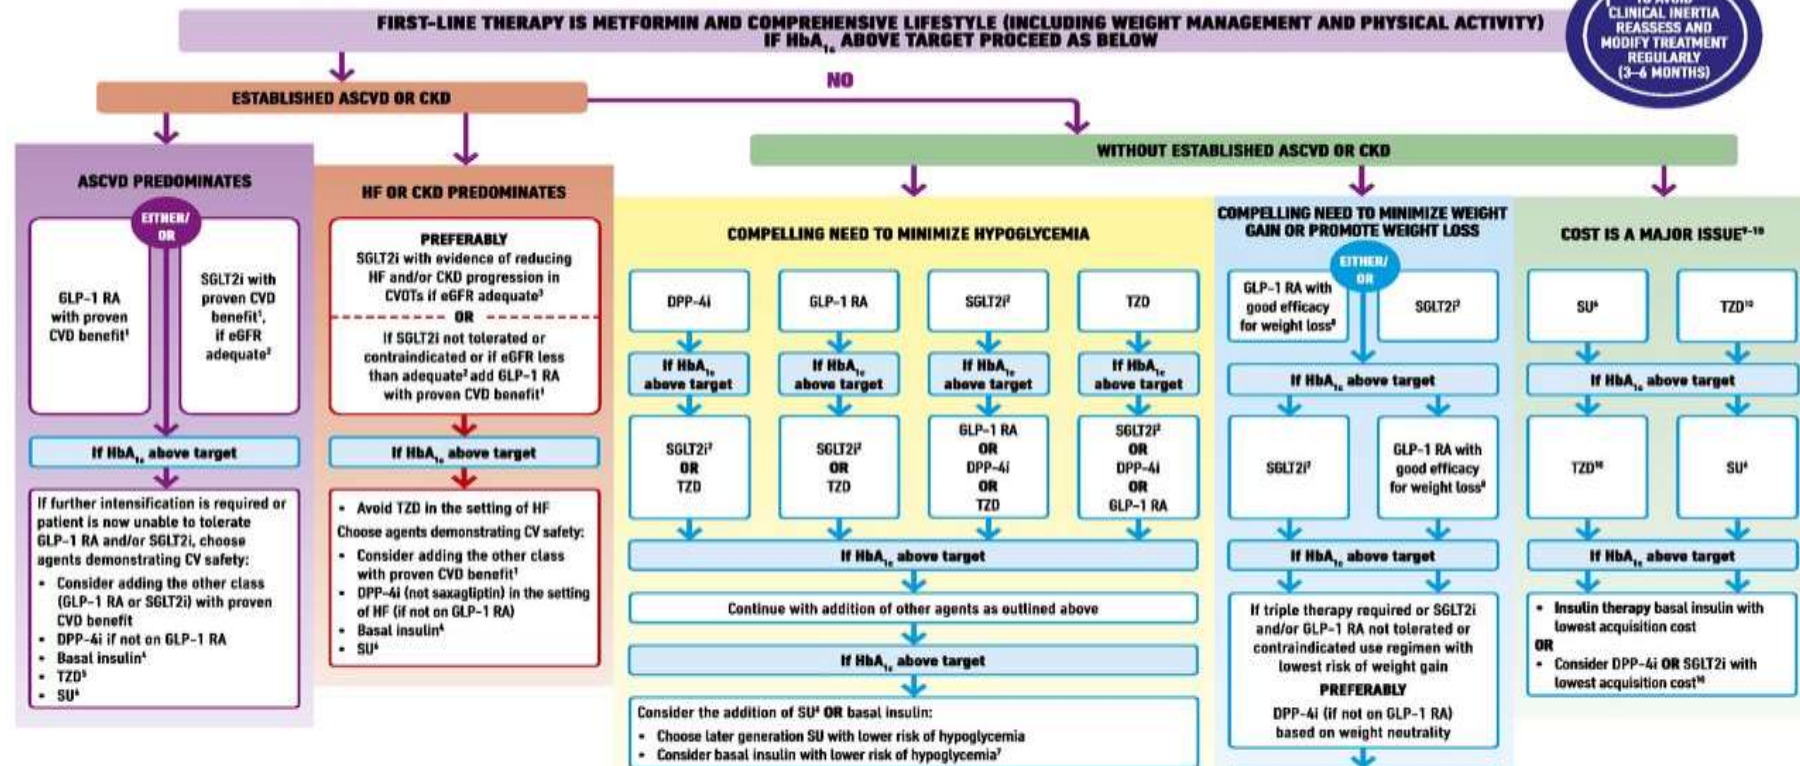 FIRST-LINE THERAPY IS METFORMIN AND COMPREHENSIVE LIFESTYLE (INCLUDING WEIGHT MANAGEMENT AND PHYSICAL ACTIVITY)
IF HbA1c ABOVE TARGET PROCEED AS BELOW
TO AVOID
CLINICAL INERTIA
REASSESS AND
MODIFY TREATMENT
REGULARLY
(3–6 MONTHS)
ESTABLISHED ASCVD OR CKD
NO
WITHOUT ESTABLISHED ASCVD OR CKD
ASCVD PREDOMINATES
EITHER/
OR
GLP-1 RA
with proven
CVD benefit¹
SGLT2i with
proven CVD
benefit¹,
if eGFR
adequate²
If HbA1c above target
If further intensification is required or
patient is now unable to tolerate
GLP-1 RA and/or SGLT2i, choose
agents demonstrating CV safety:
• Consider adding the other class
(GLP-1 RA or SGLT2i) with proven
CVD benefit
• DPP-4i if not on GLP-1 RA
• Basal insulin⁴
• TZD⁵
• SU⁶
HF OR CKD PREDOMINATES
PREFERABLY
SGLT2i with evidence of reducing
HF and/or CKD progression in
CVOTs if eGFR adequate³
OR
If SGLT2i not tolerated or
contraindicated or if eGFR less
than adequate² add GLP-1 RA
with proven CVD benefit¹
If HbA1c above target
• Avoid TZD in the setting of HF
Choose agents demonstrating CV safety:
• Consider adding the other class
with proven CVD benefit¹
• DPP-4i (not saxagliptin) in the setting
of HF (if not on GLP-1 RA)
• Basal insulin⁴
• SU⁶
COMPELLING NEED TO MINIMIZE HYPOGLYCEMIA
DPP-4i
If HbA1c
above target
SGLT2i²
OR
TZD
GLP-1 RA
If HbA1c
above target
SGLT2i²
OR
TZD
SGLT2i²
If HbA1c
above target
GLP-1 RA
OR
DPP-4i
OR
TZD
TZD
If HbA1c
above target
SGLT2i²
OR
DPP-4i
OR
GLP-1 RA
If HbA1c above target
Continue with addition of other agents as outlined above
If HbA1c above target
Consider the addition of SU⁶ OR basal insulin:
• Choose later generation SU with lower risk of hypoglycemia
• Consider basal insulin with lower risk of hypoglycemia⁷
COMPELLING NEED TO MINIMIZE WEIGHT
GAIN OR PROMOTE WEIGHT LOSS
EITHER/
OR
GLP-1 RA with
good efficacy
for weight loss⁸
SGLT2i²
If HbA1c above target
SGLT2i²
GLP-1 RA with
good efficacy
for weight loss⁸
If HbA1c above target
If triple therapy required or SGLT2i
and/or GLP-1 RA not tolerated or
contraindicated use regimen with
lowest risk of weight gain
PREFERABLY
DPP-4i (if not on GLP-1 RA)
based on weight neutrality
COST IS A MAJOR ISSUE⁹⁻¹⁰
SU⁶
TZD¹⁰
If HbA1c above target
TZD¹⁰
SU⁶
If HbA1c above target
• Insulin therapy basal insulin with
lowest acquisition cost
OR
• Consider DPP-4i OR SGLT2i with
lowest acquisition cost¹⁰